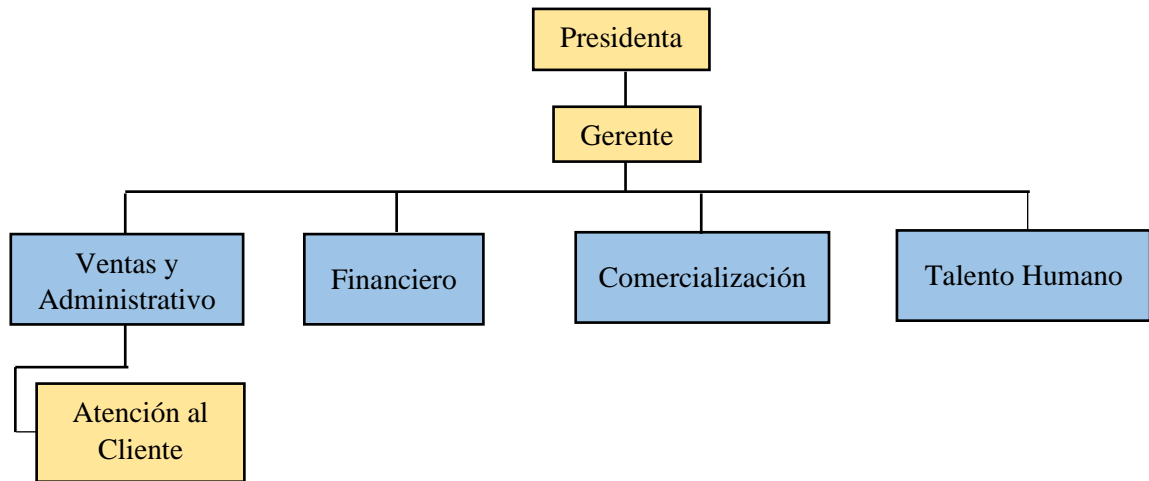 Presidenta
Gerente
Ventas y
Administrativo
Financiero
Comercialización
Talento Humano
Atención al
Cliente